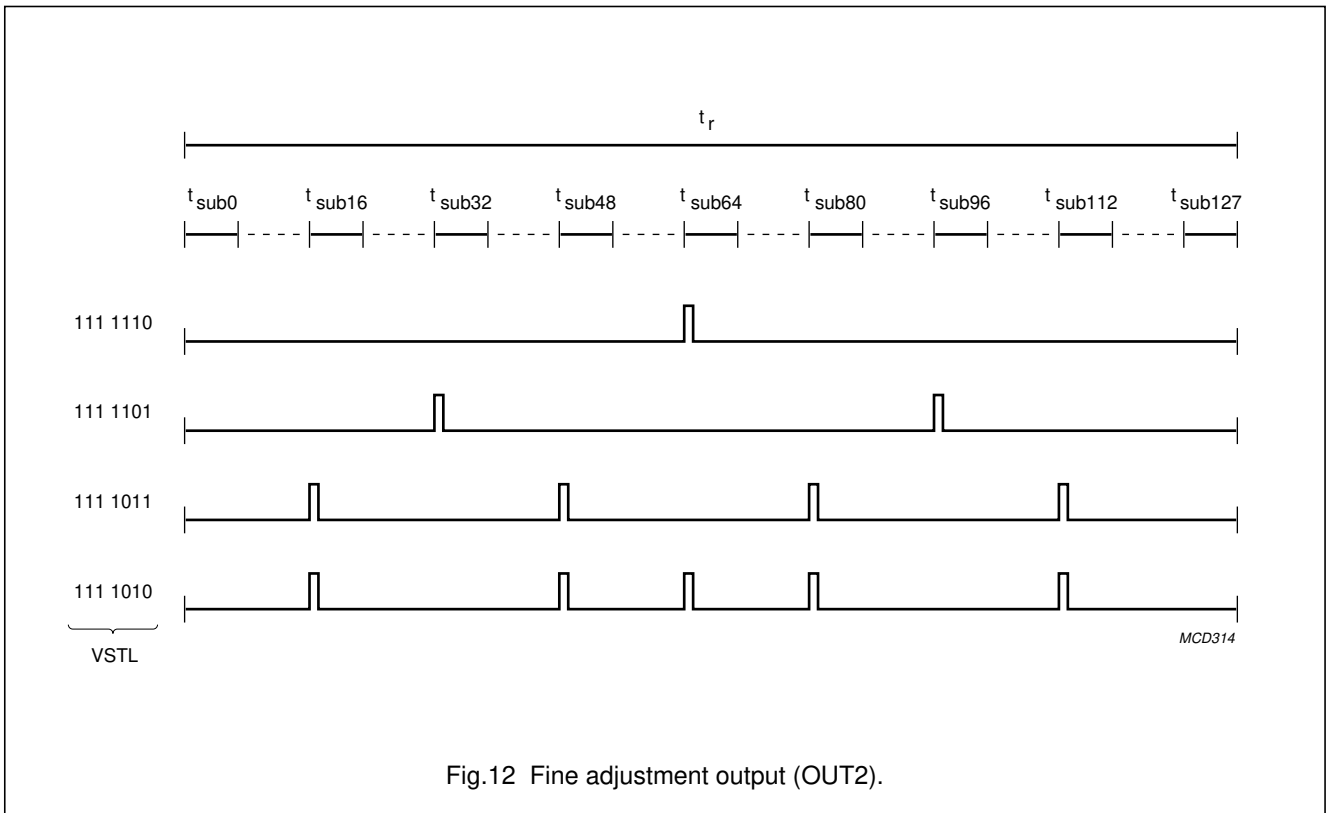 t r
t sub0 t sub16 t sub32 t sub48 t sub64 t sub80 t sub96 t sub112 t sub127
111 1110
111 1101
111 1011
111 1010
VSTL
MCD314
Fig.12 Fine adjustment output (OUT2).